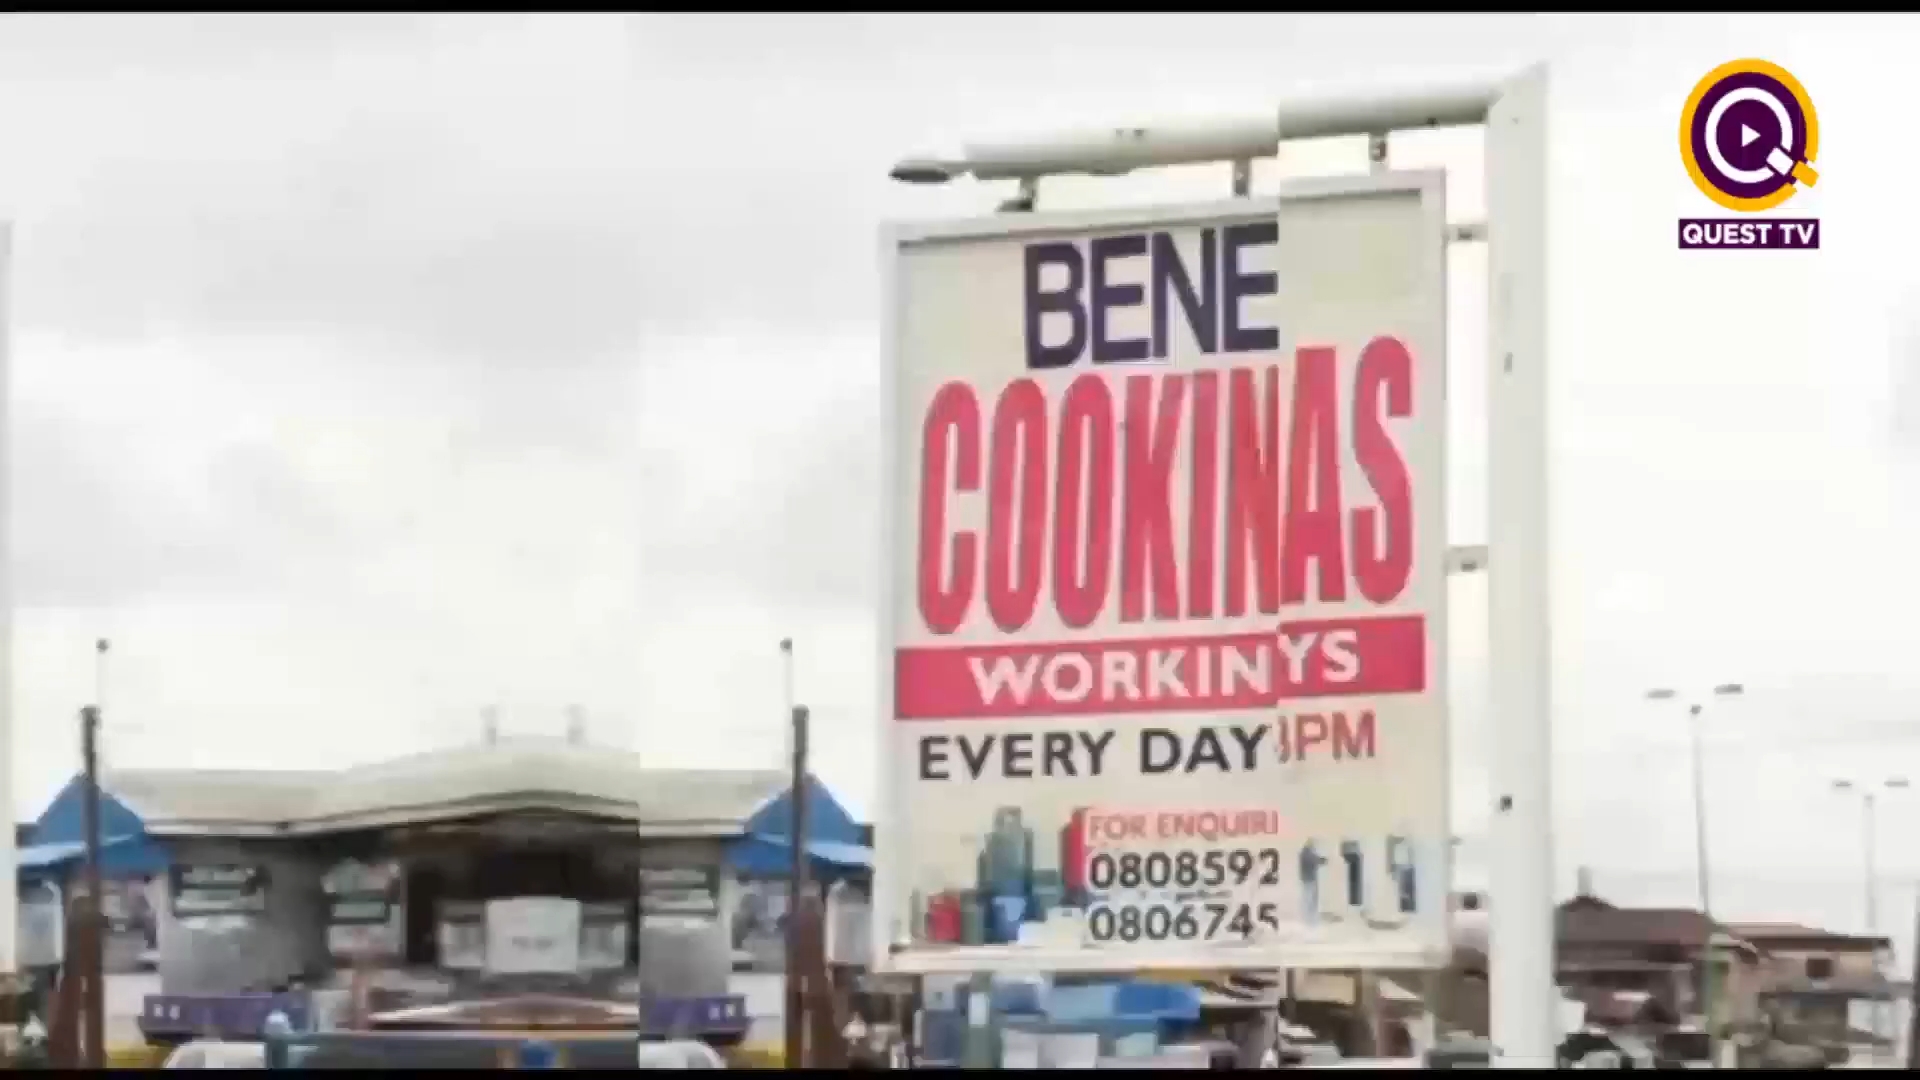 QUEST TV
BENE
COOKINAS
WORKINYS
EVERY DAY
PM
FOR ENQUIRI
0808592
0806745